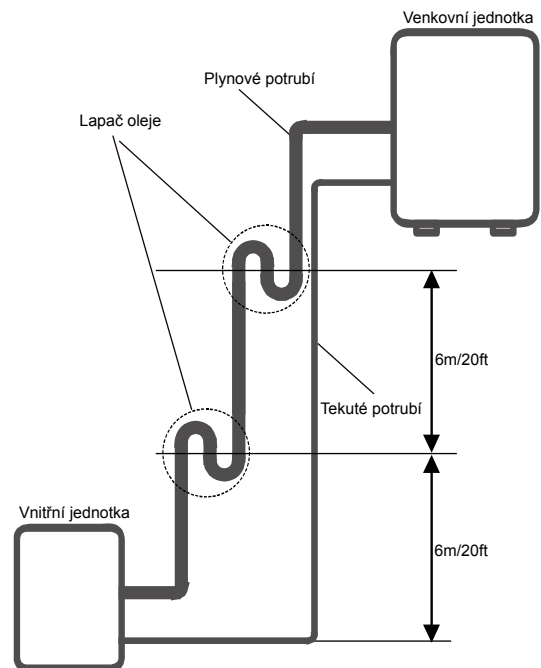 Venkovní jednotka
Plynové potrubí
Lapač oleje
6m/20ft
Tekuté potrubí
Vnitřní jednotka
6m/20ft